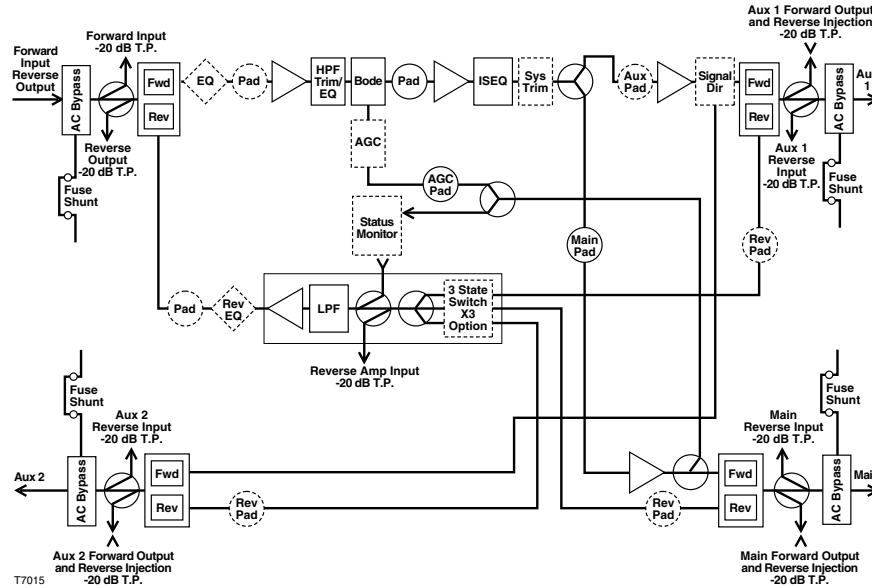 Forward Input
-20 dB T.P.
Aux 1 Forward Output
and Reverse Injection
-20 dB T.P.
Forward
Input
Reverse
Output
AC Bypass
Fwd
Rev
EQ
Pad
HPF
Trim/
EQ
Bode
Pad
ISEQ
Sys
Trim
Aux
Pad
Signal
Dir
Fwd
Rev
AC Bypass
Au
1
Reverse
Output
-20 dB T.P.
Fuse
Shunt
AGC
AGC
Pad
Aux 1
Reverse
Input
-20 dB T.P.
Fuse
Shunt
Status
Monitor
Main
Pad
Rev
Pad
Pad
Rev
EQ
LPF
3 State
Switch
X3
Option
Reverse Amp Input
-20 dB T.P.
Fuse
Shunt
Aux 2
Reverse Input
-20 dB T.P.
Main
Reverse Input
-20 dB T.P.
Fuse
Shunt
Aux 2
AC Bypass
Fwd
Rev
Rev
Pad
Rev
Pad
Fwd
Rev
AC Bypass
Mai
Aux 2 Forward Output
and Reverse Injection
-20 dB T.P.
Main Forward Output
and Reverse Injection
-20 dB T.P.
T7015